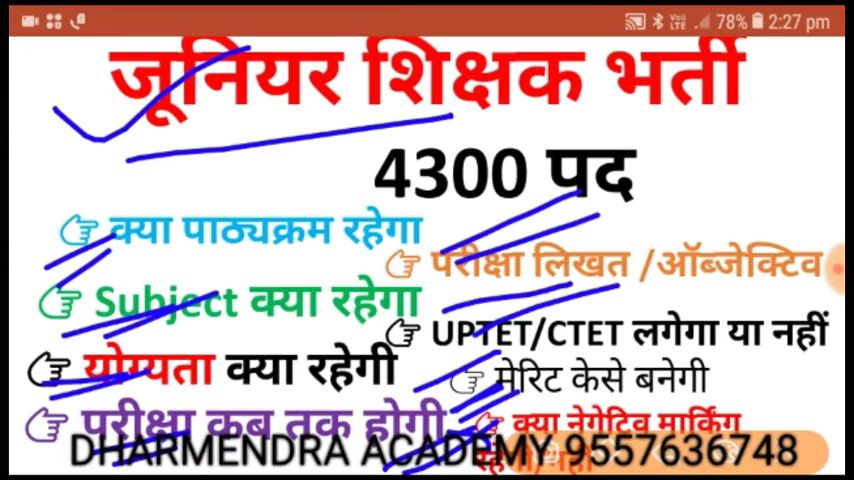 78% 2:27 pm
जूनियर शिक्षक भर्ती
4300 पद
क्या पाठ्यक्रम रहेगा
परीक्षा लिखत /ऑब्जेक्टिव
Subject क्या रहेगा
UPTET/CTET लगेगा या नहीं
योग्यता क्या रहेगी
मेरिट केसे बनेगी
परीक्षा कब तक होगी
क्या नेगेटिव मार्किंग
DHARMENDRA ACADEMY 9557636748